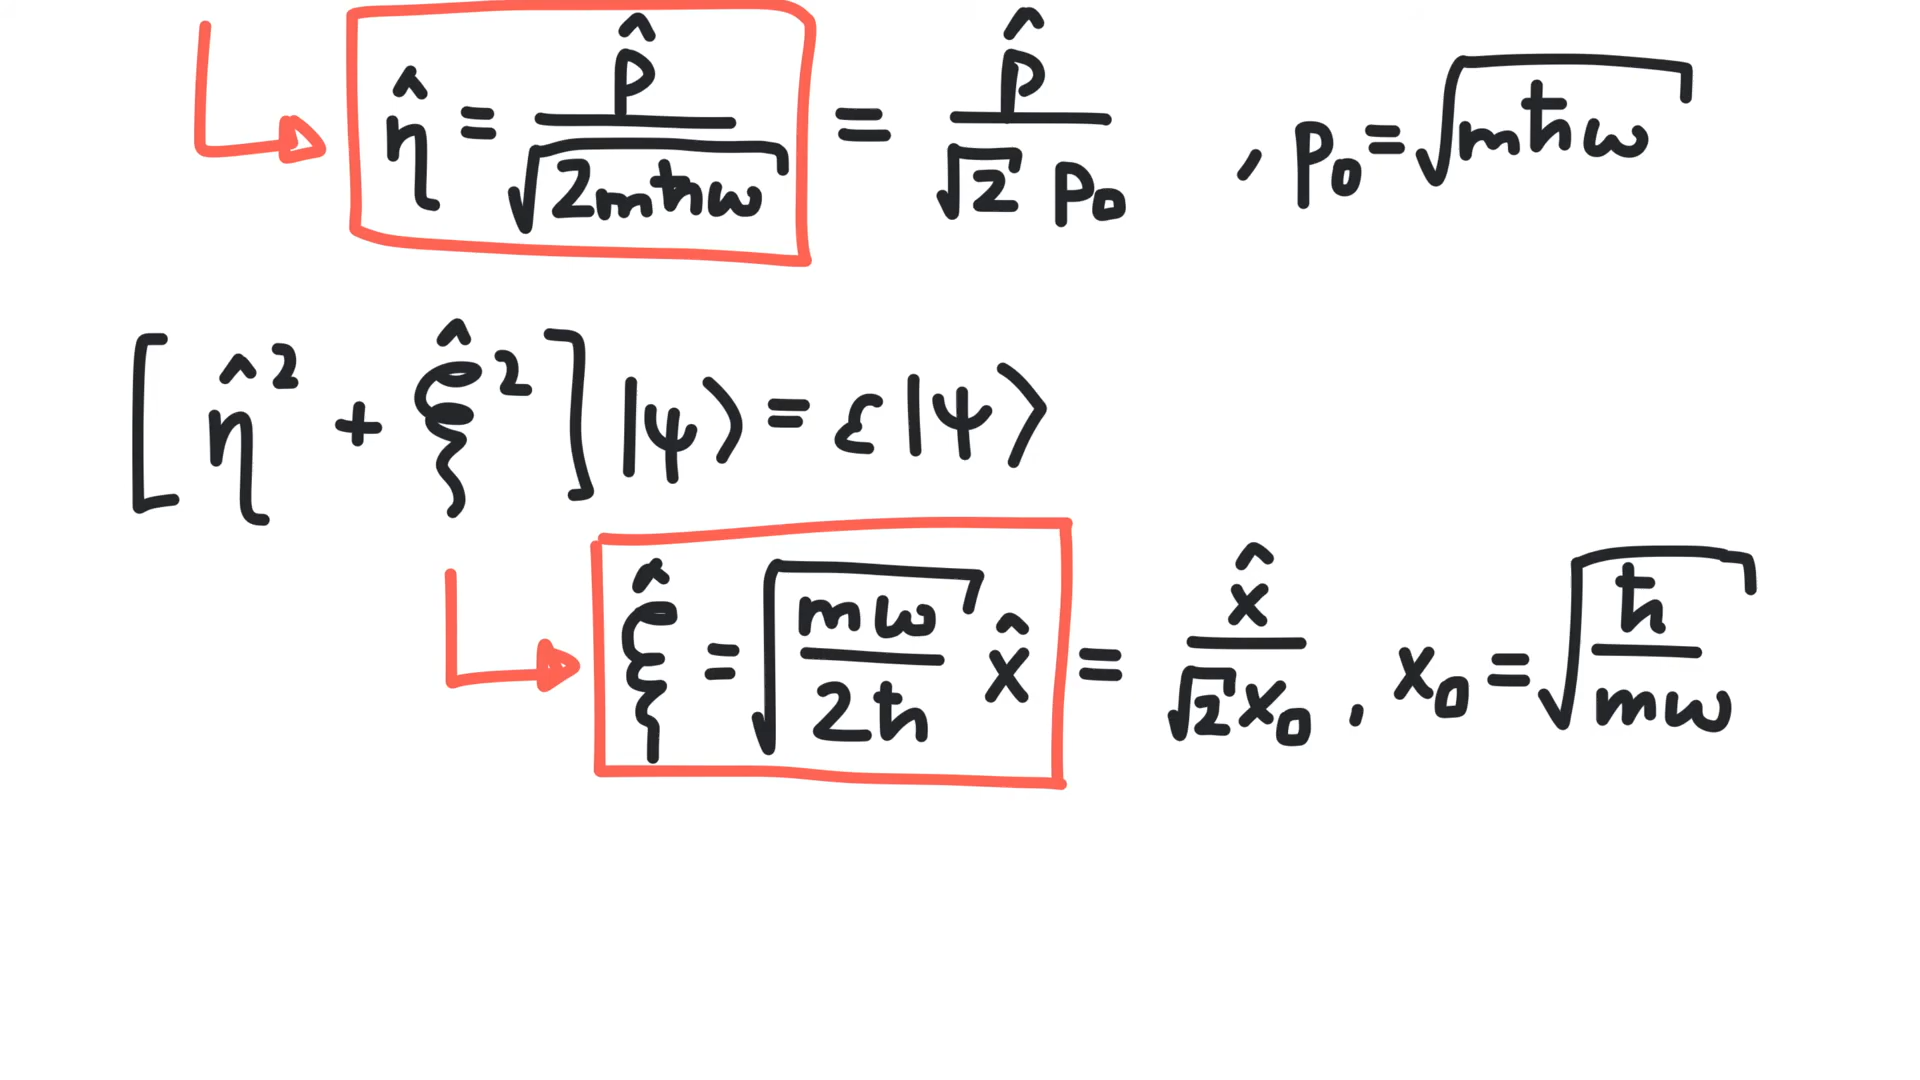 η̂ = p̂ / √(2mħω) = p̂ / (√2 p₀) , p₀ = √(mħω)
[η̂² + ξ̂²] |ψ⟩ = ε|ψ⟩
ξ̂ = √(mω / 2ħ) x̂ = x̂ / (√2 x₀) , x₀ = √(ħ / mω)